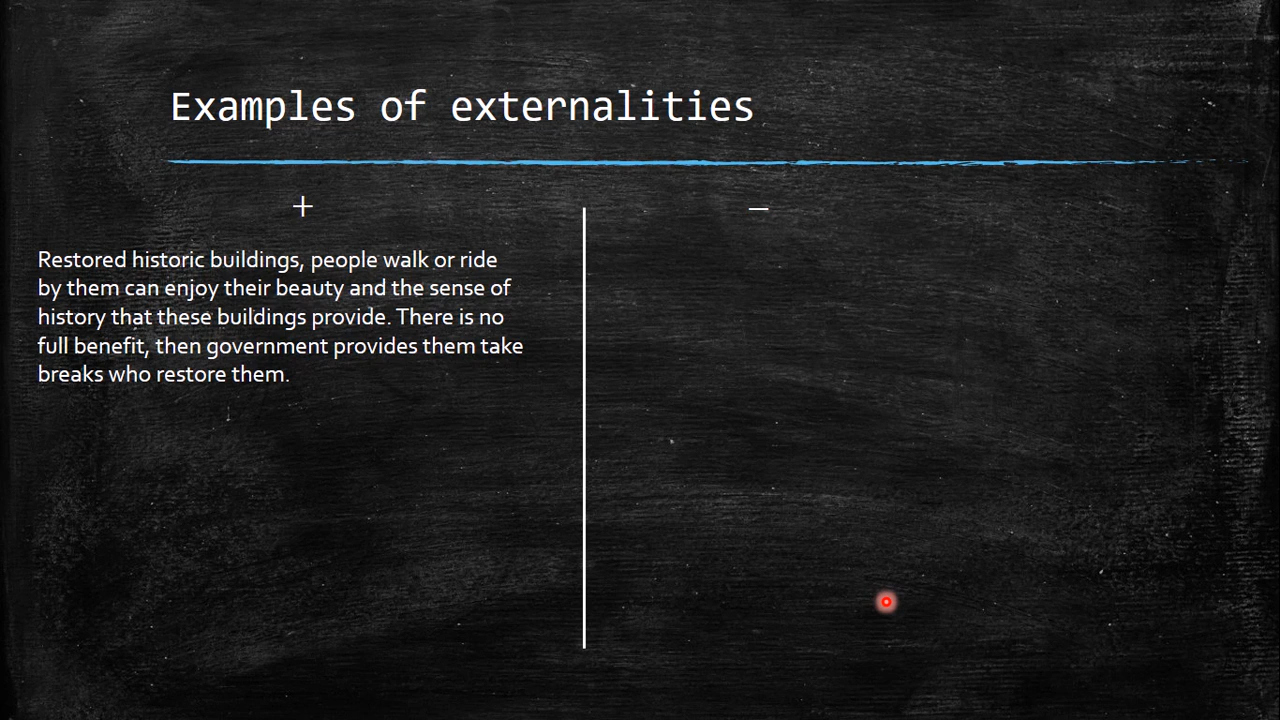 Examples of externalities
+
Restored historic buildings, people walk or ride
by them can enjoy their beauty and the sense of
history that these buildings provide. There is no
full benefit, then government provides them take
breaks who restore them.
–